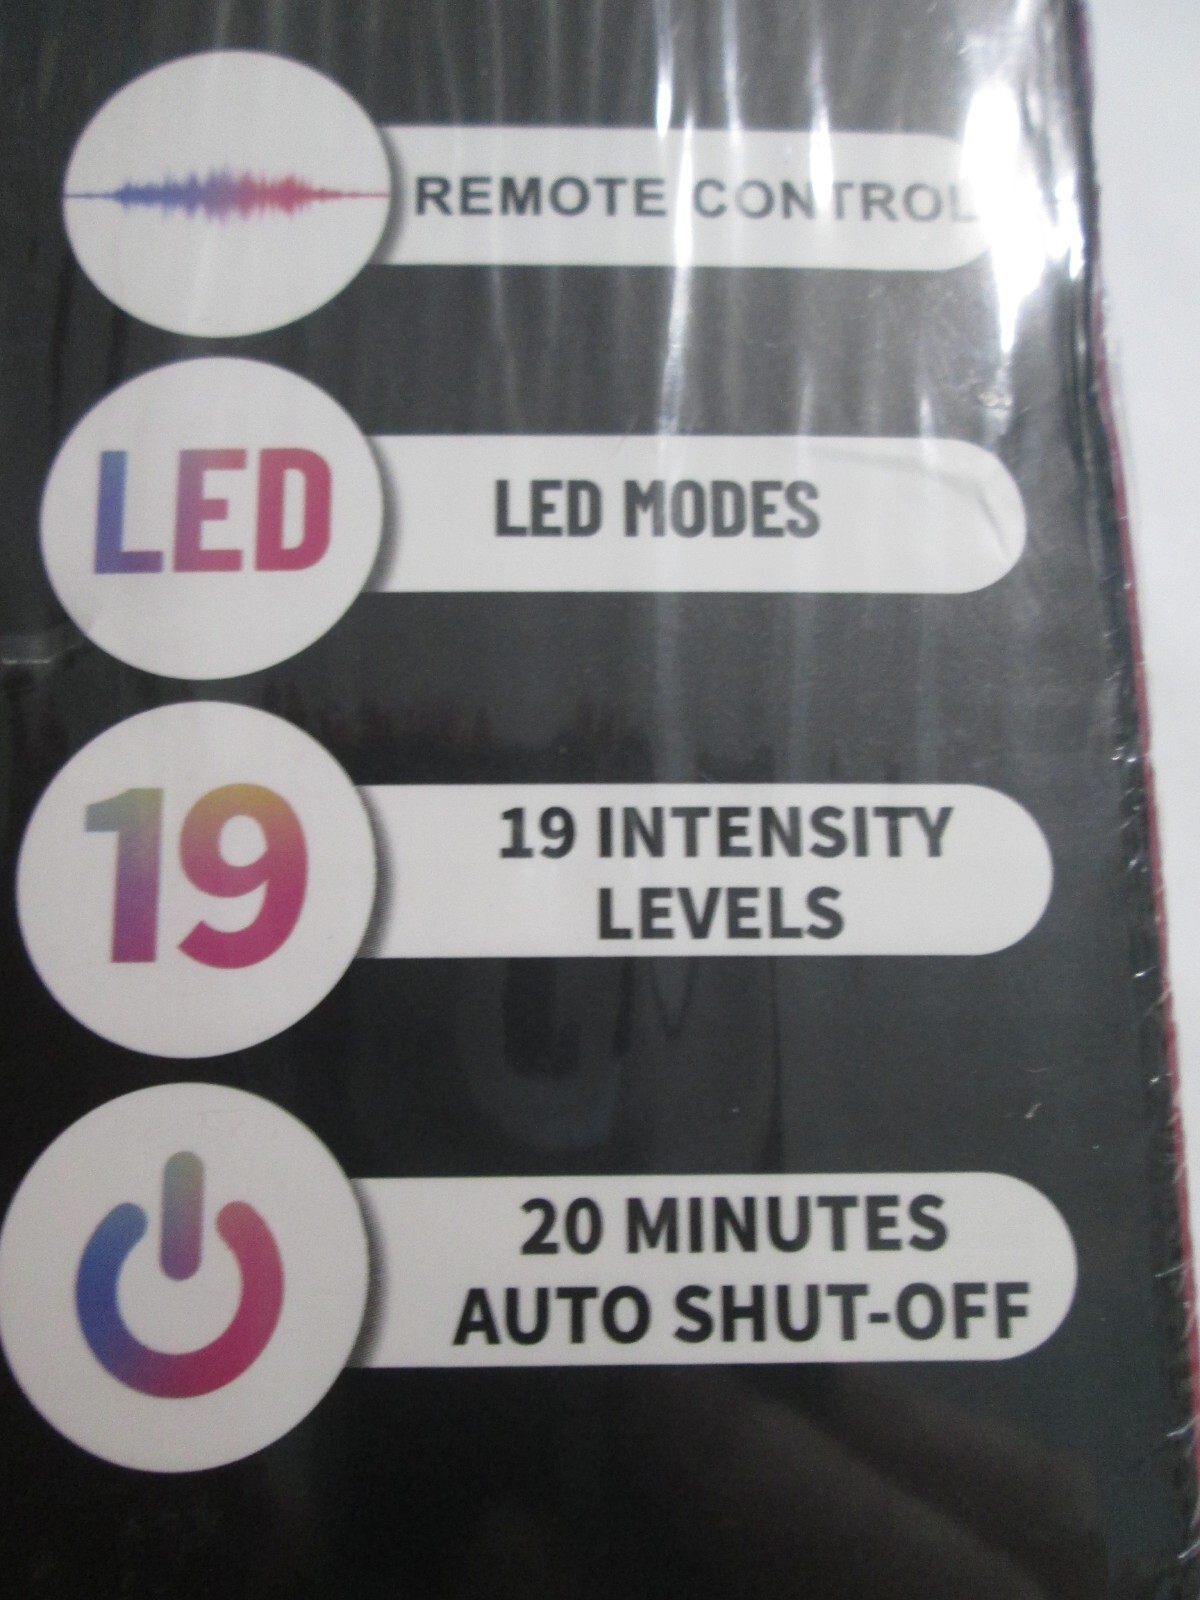 REMOTE CONTROL
LED
LED MODES
19
19 INTENSITY
LEVELS
20 MINUTES
AUTO SHUT-OFF